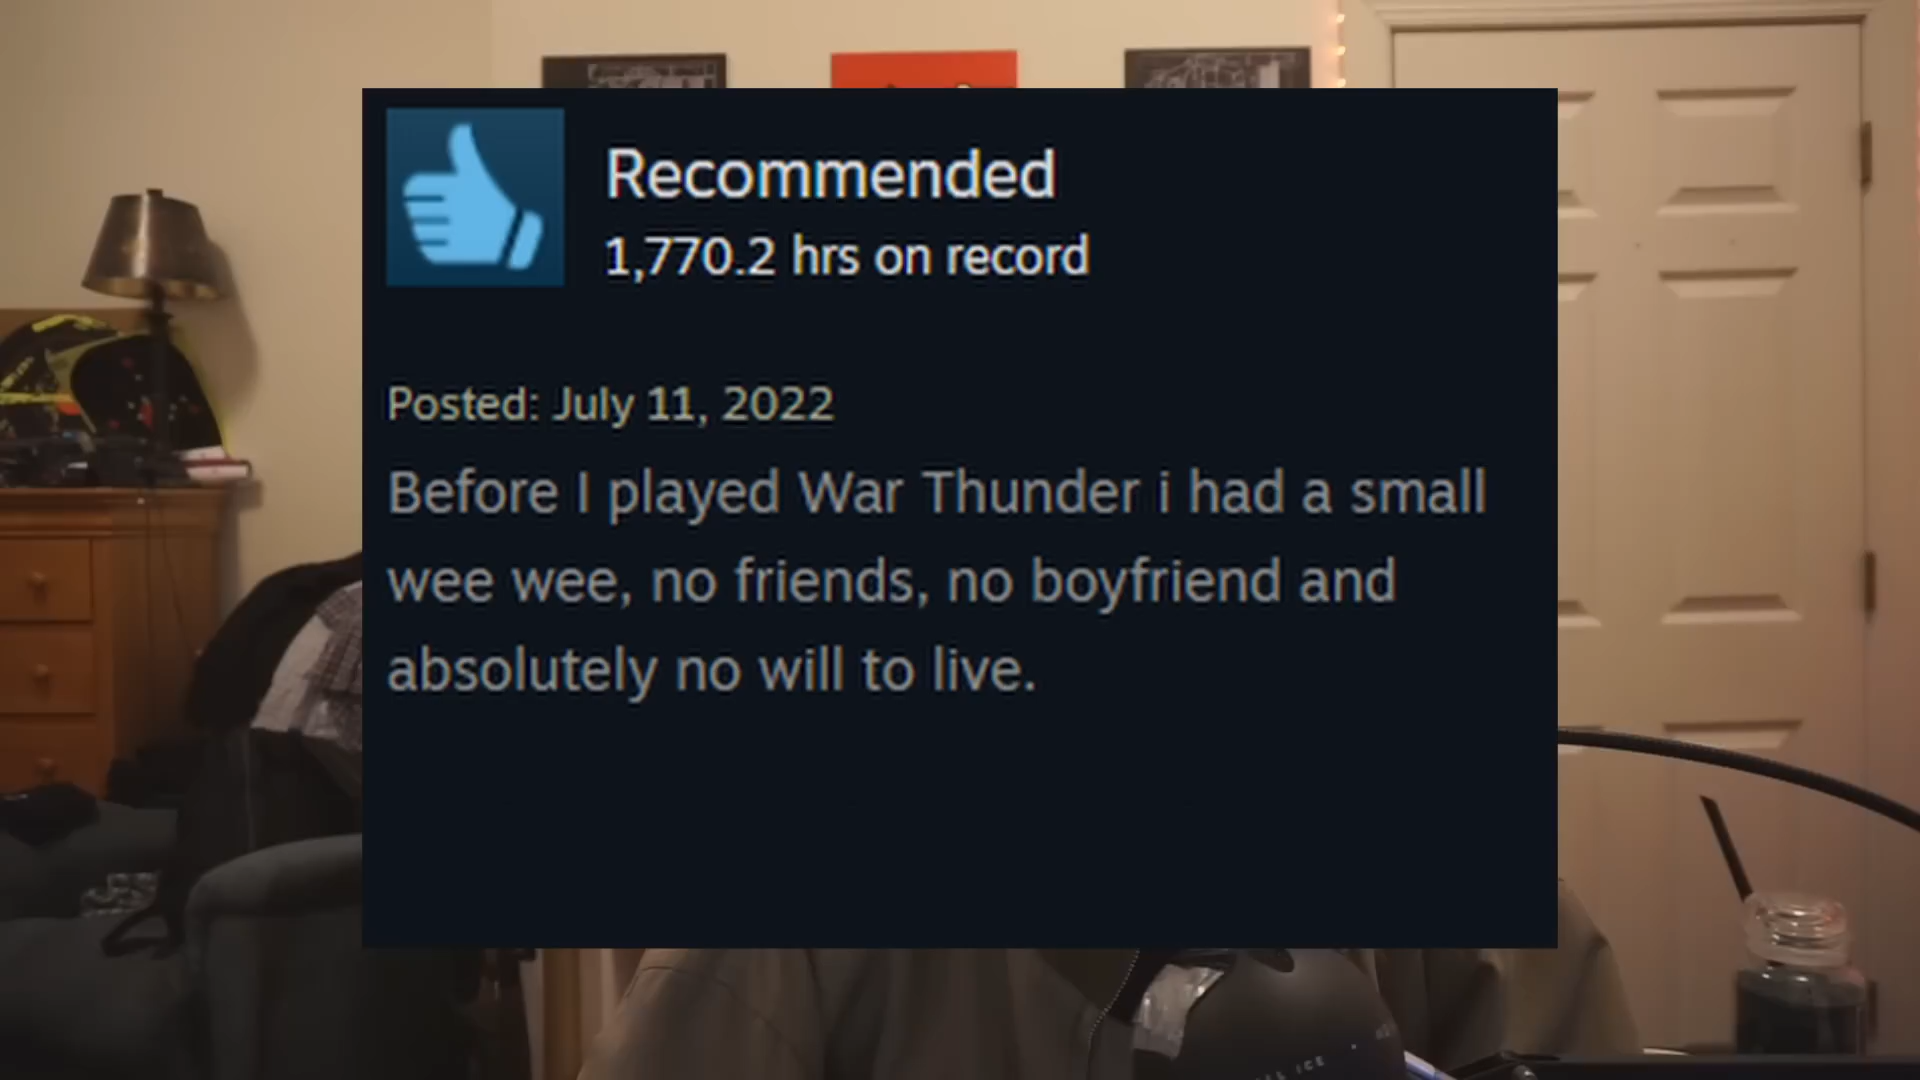 Recommended
1,770.2 hrs on record
Posted: July 11, 2022
Before I played War Thunder i had a small
wee wee, no friends, no boyfriend and
absolutely no will to live.
ICE